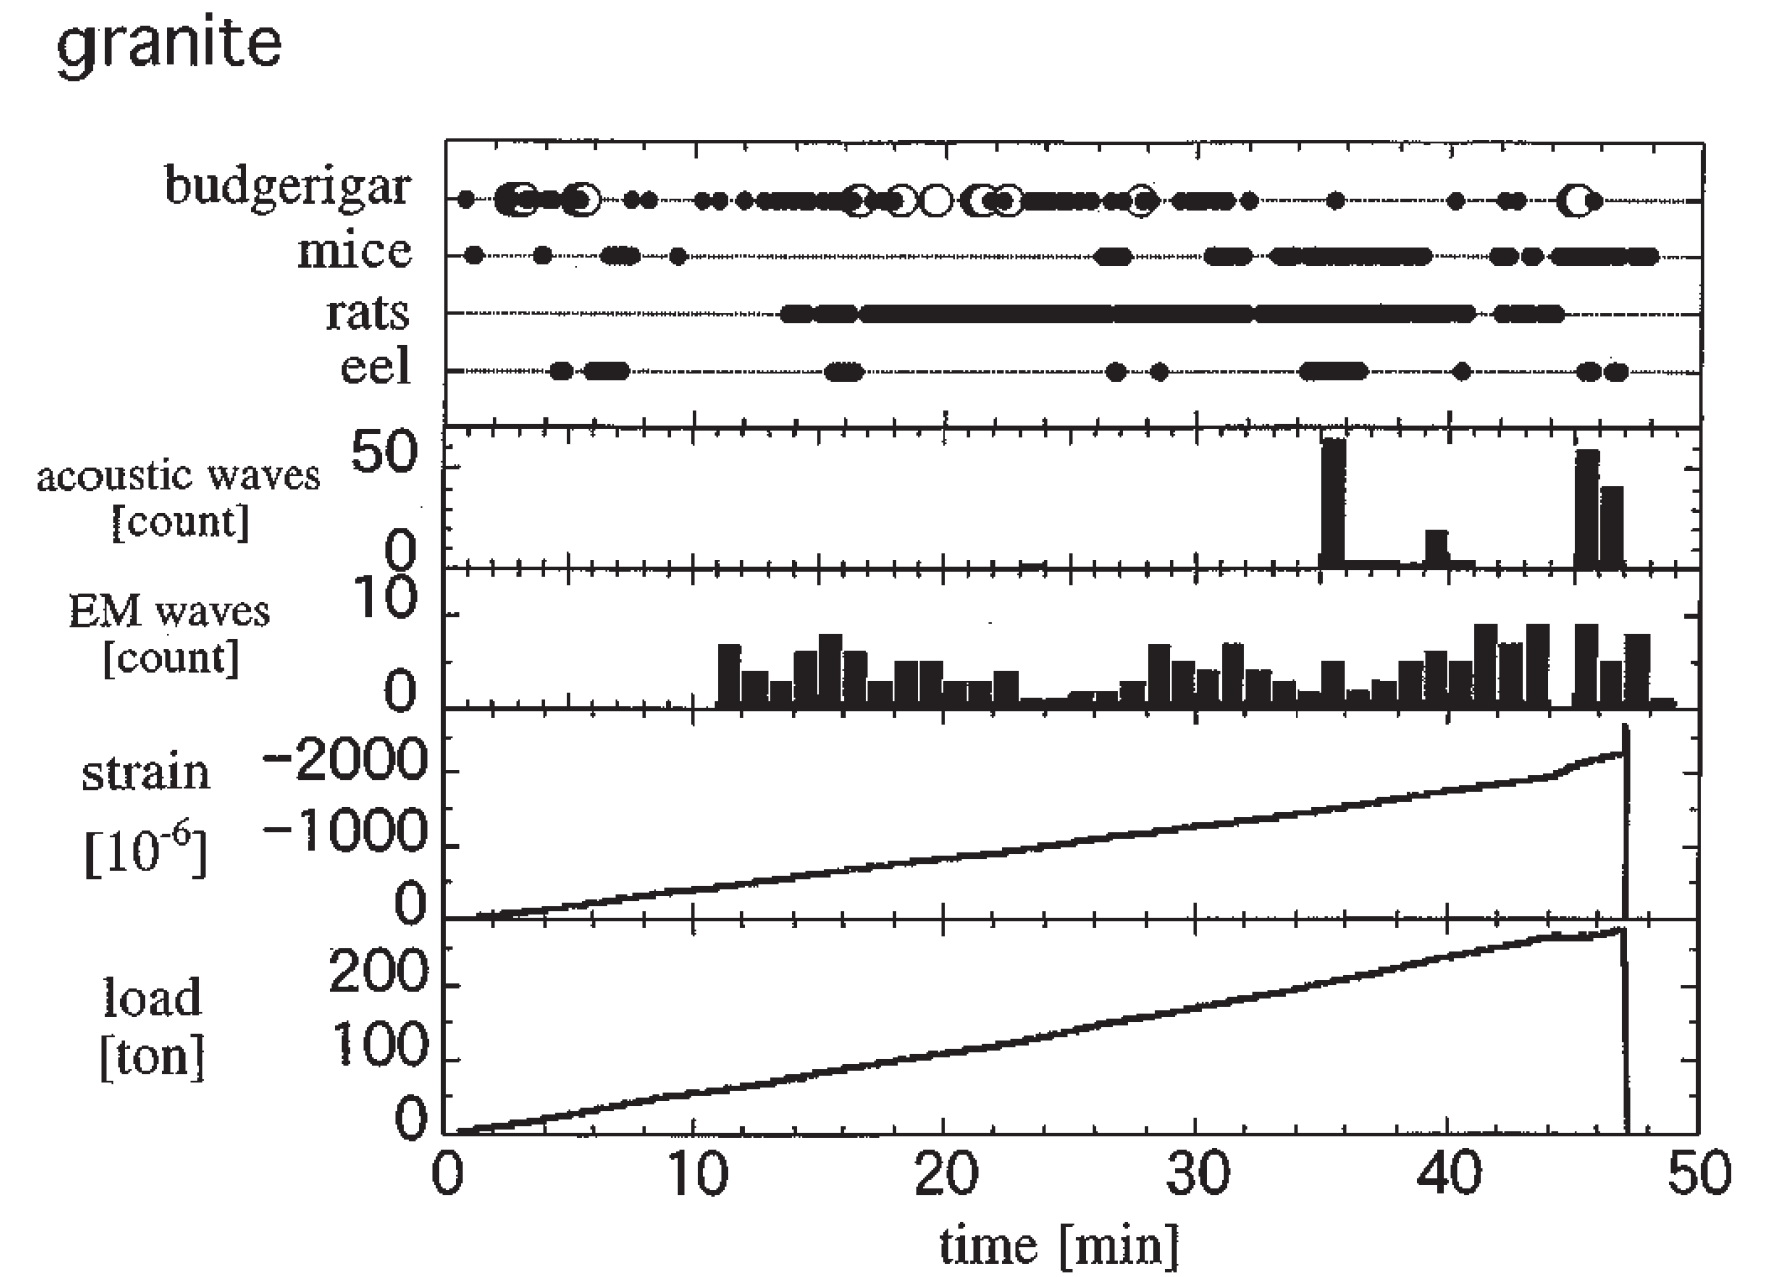 granite
budgerigar
mice
rats
eel
acoustic waves
[count]
50
0
EM waves
[count]
10
0
strain
[10⁻⁶]
−2000
−1000
0
load
[ton]
200
100
0
0 10 20 30 40 50
time [min]